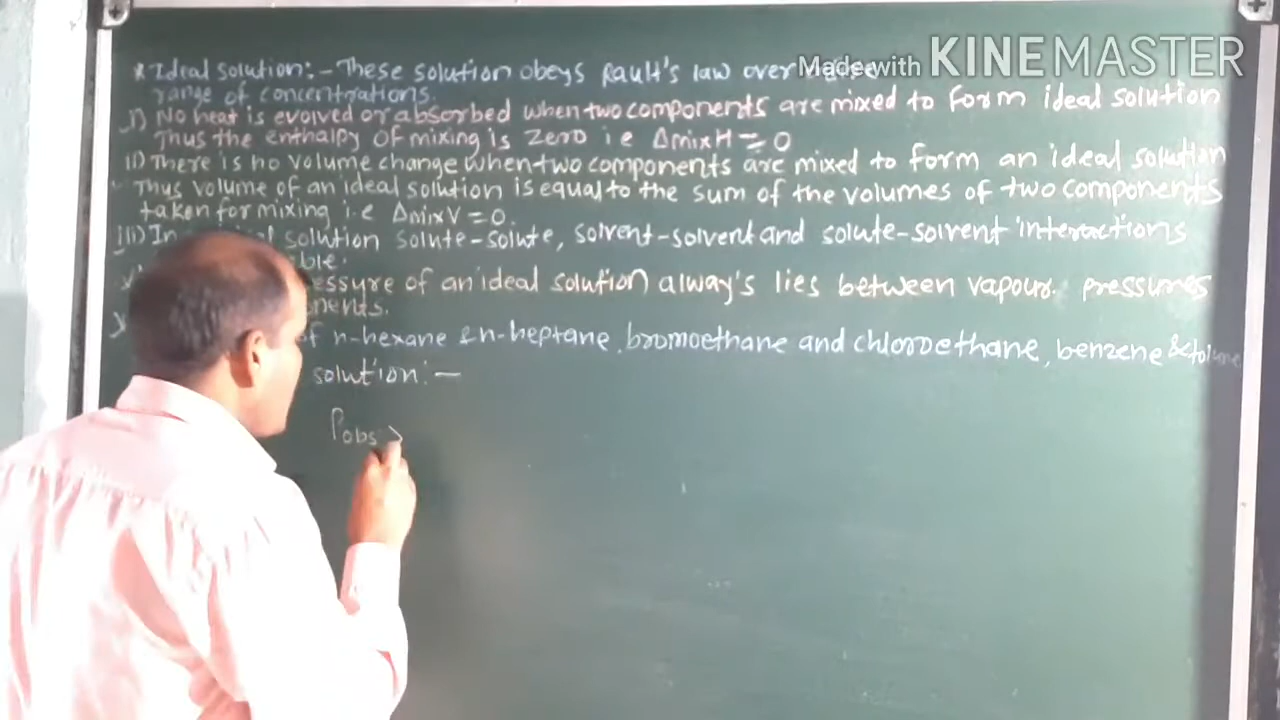 Made with KINEMASTER
* Ideal solution:- These solution obeys Rault's law over
range of concentrations.
i) No heat is evolved or absorbed when two components are mixed to form ideal solution
Thus the enthalpy of mixing is zero i e ΔmixH = 0
ii) There is no volume change when two components are mixed to form an ideal solution
Thus volume of an ideal solution is equal to the sum of the volumes of two components
taken for mixing i.e ΔmixV = 0
iii) In solution solute-solute, solvent-solvent and solute-solvent interactions
of an ideal solution alway's lies between vapour pressures
of n-hexane & n-heptane, bromoethane and chloroethane, benzene &
solution:-
Pobs >